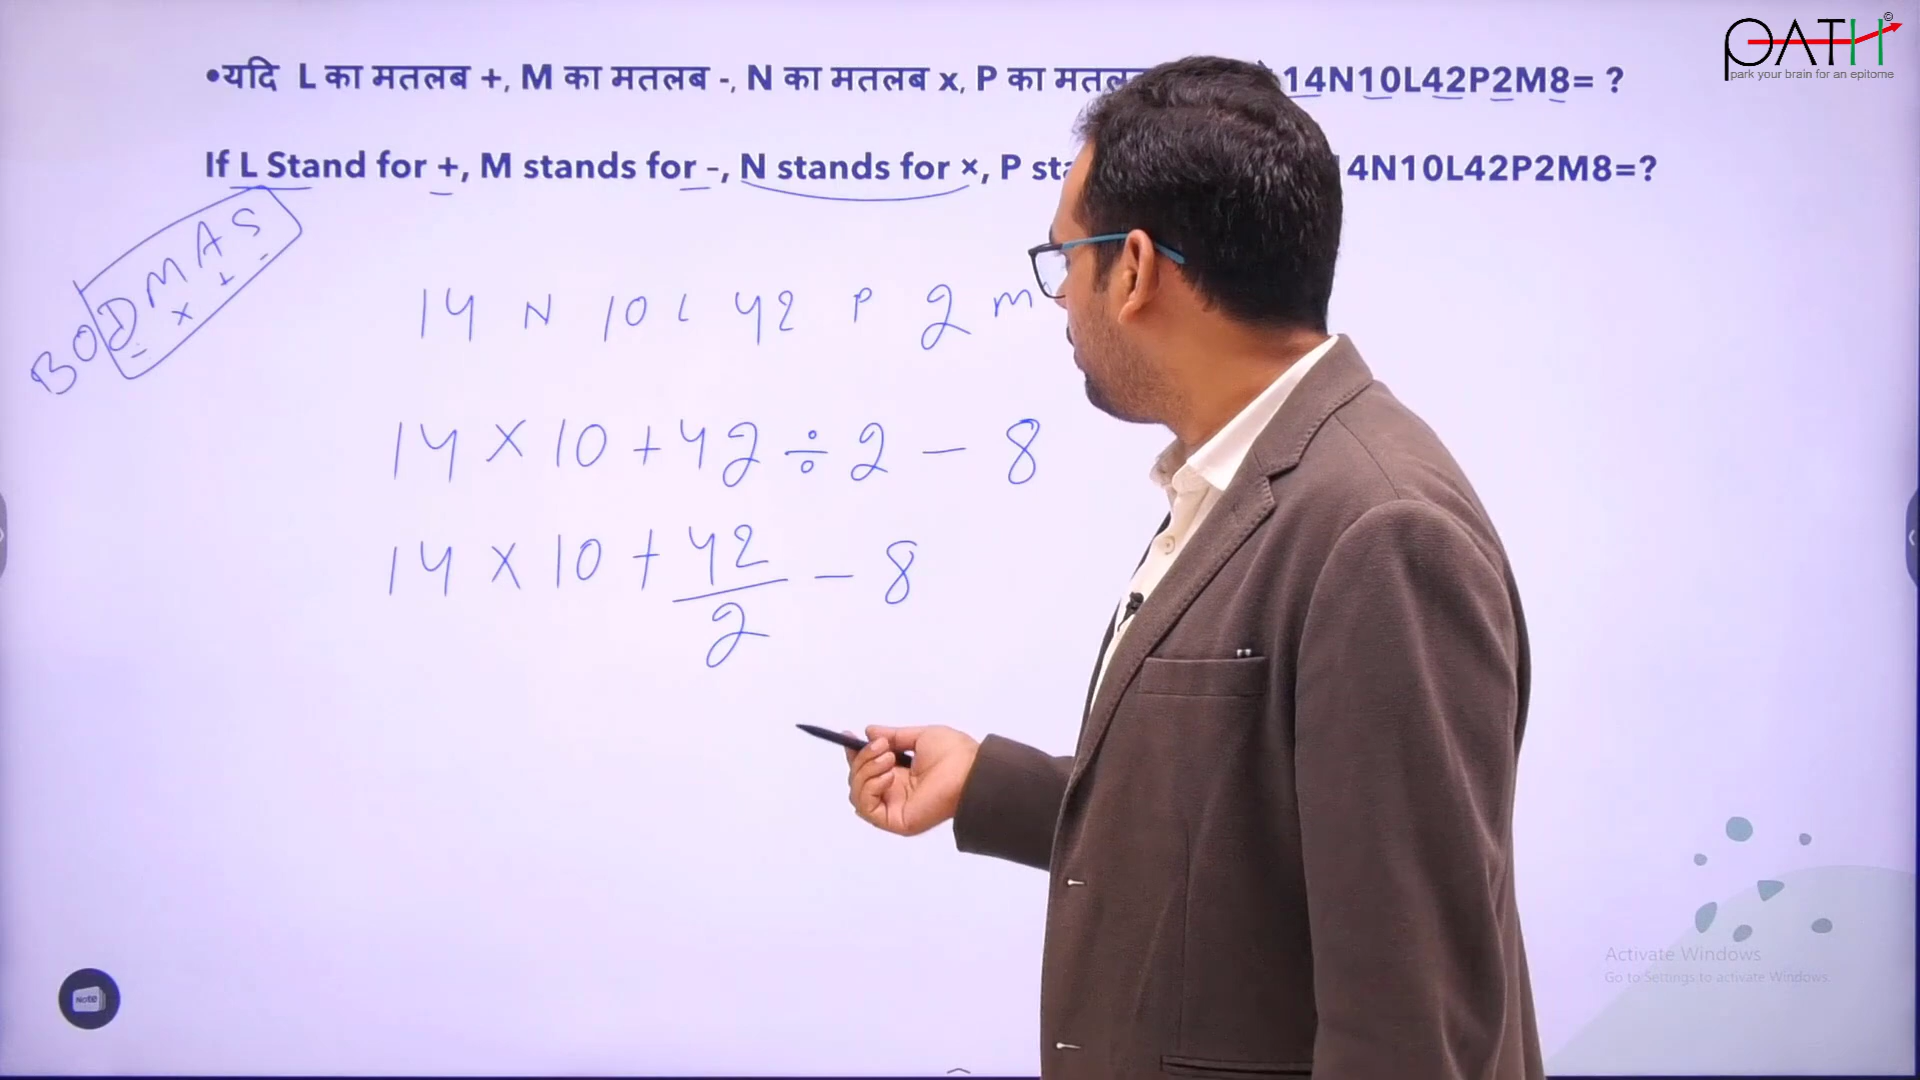 PATH©
park your brain for an epitome
•यदि L का मतलब +, M का मतलब -, N का मतलब x, P का 14N10L42P2M8= ?
If L Stand for +, M stands for -, N stands for ×, P 4N10L42P2M8=?
BODMAS
× + -
14 N 10 L 42 P 2 M
14 × 10 + 42 ÷ 2 - 8
14 × 10 + 42/2 - 8
Activate Windows
Go to Settings to activate Windows.
Note